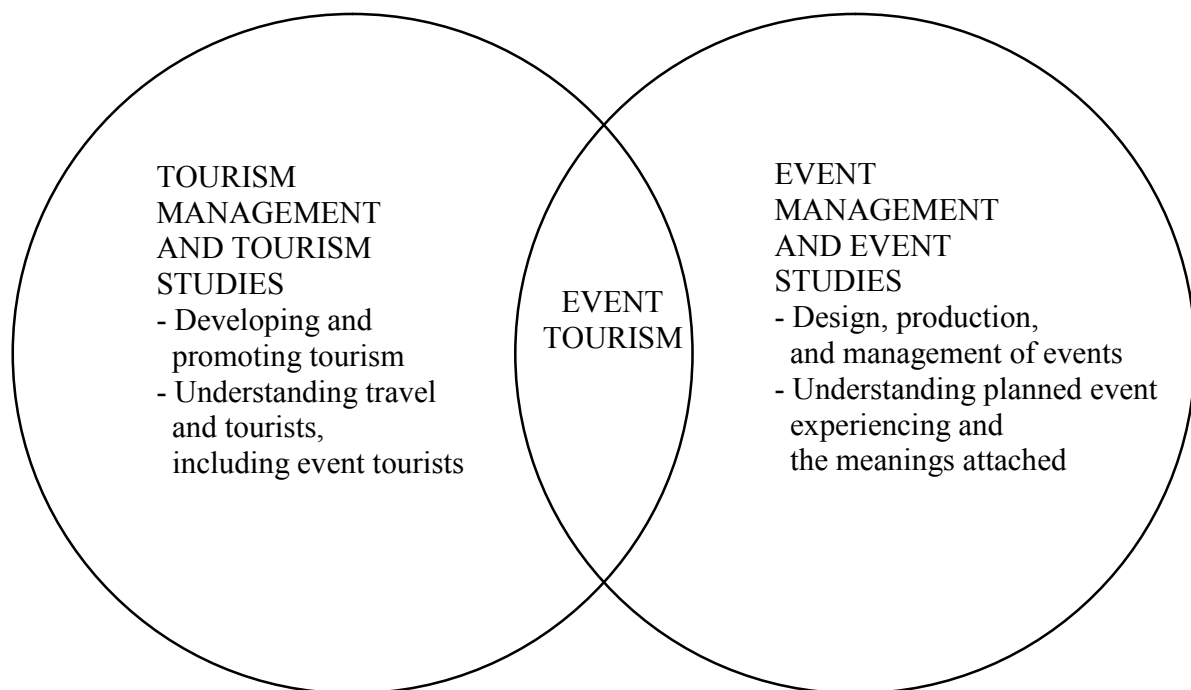 TOURISM
MANAGEMENT
AND TOURISM
STUDIES
- Developing and
promoting tourism
- Understanding travel
and tourists,
including event tourists
EVENT
TOURISM
EVENT
MANAGEMENT
AND EVENT
STUDIES
- Design, production,
and management of events
- Understanding planned event
experiencing and
the meanings attached